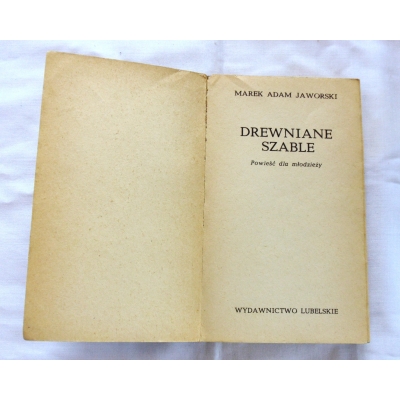 MAREK ADAM JAWORSKI
DREWNIANE
SZABLE
Powieść dla młodzieży
WYDAWNICTWO LUBELSKIE